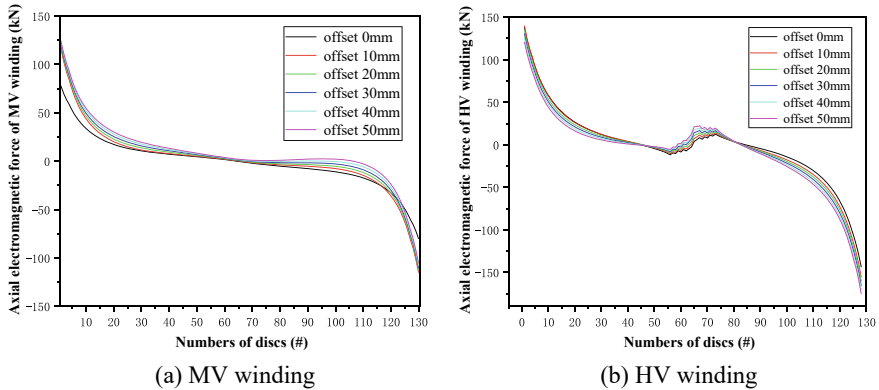 Axial electromagnetic force of MV winding (kN)
150
100
50
0
−50
−100
−150
offset 0mm
offset 10mm
offset 20mm
offset 30mm
offset 40mm
offset 50mm
10 20 30 40 50 60 70 80 90 100 110 120 130
Numbers of discs (#)
(a) MV winding
Axial electromagnetic force of HV winding (kN)
150
100
50
0
−50
−100
−150
offset 0mm
offset 10mm
offset 20mm
offset 30mm
offset 40mm
offset 50mm
0 10 20 30 40 50 60 70 80 90 100 110 120 130
Numbers of discs (#)
(b) HV winding